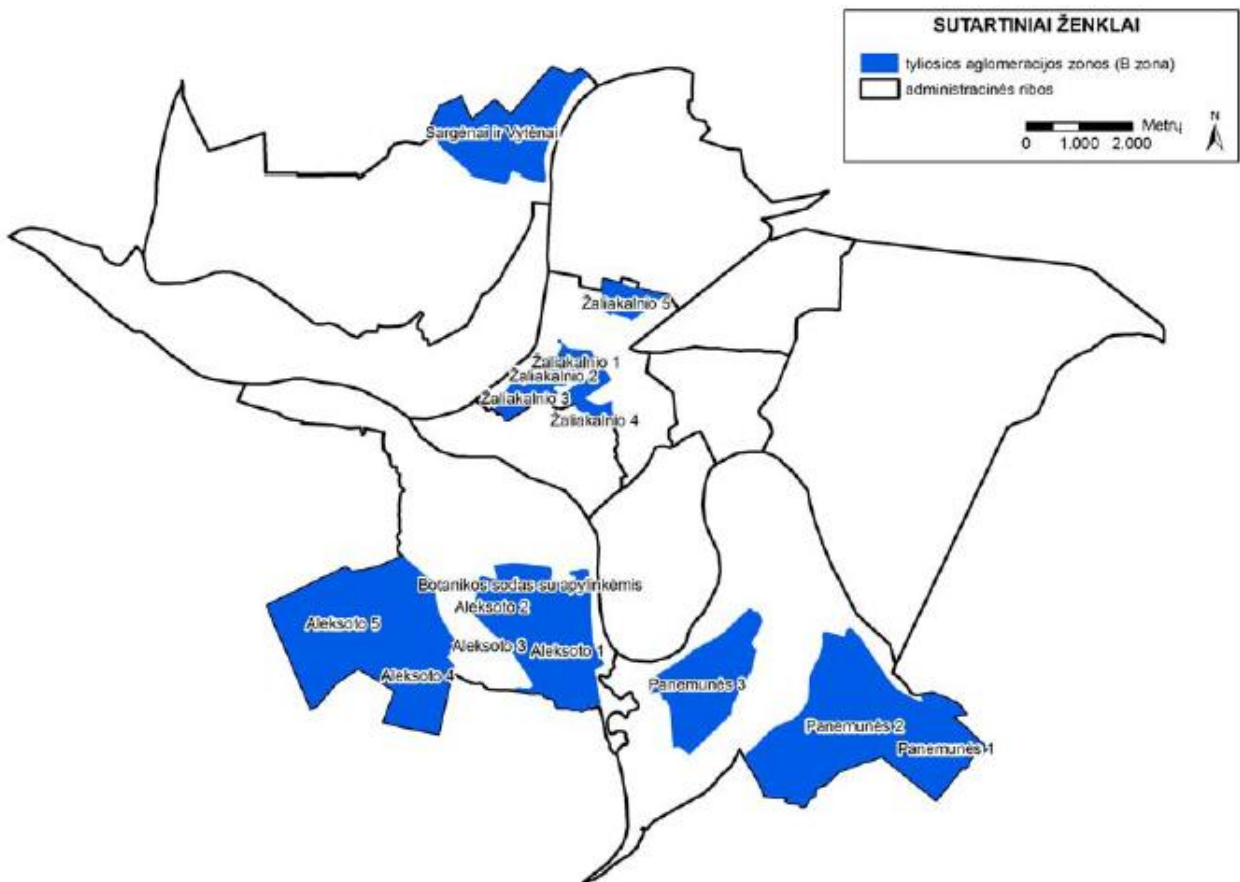 SUTARTINIAI ŽENKLAI
tyliosios aglomeracijos zonos (B zona)
administracinės ribos
Metrų
0 1.000 2.000
N
Sargėnai ir Vytėnai
Žaliakalnio 5
Žaliakalnio 1
Žaliakalnio 2
Žaliakalnio 3
Žaliakalnio 4
Botanikos sodas su apylinkėmis
Aleksoto 2
Aleksoto 5
Aleksoto 3
Aleksoto 1
Aleksoto 4
Panemunės 3
Panemunės 2
Panemunės 1